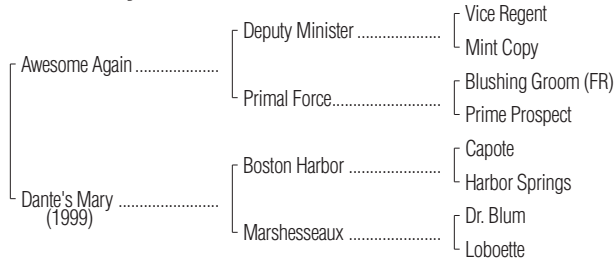 Vice Regent
Deputy Minister ....................
Mint Copy
Awesome Again ....................
Blushing Groom (FR)
Primal Force..........................
Prime Prospect
Capote
Boston Harbor ......................
Harbor Springs
Dante's Mary ........................
(1999)
Dr. Blum
Marshesseaux ......................
Loboette